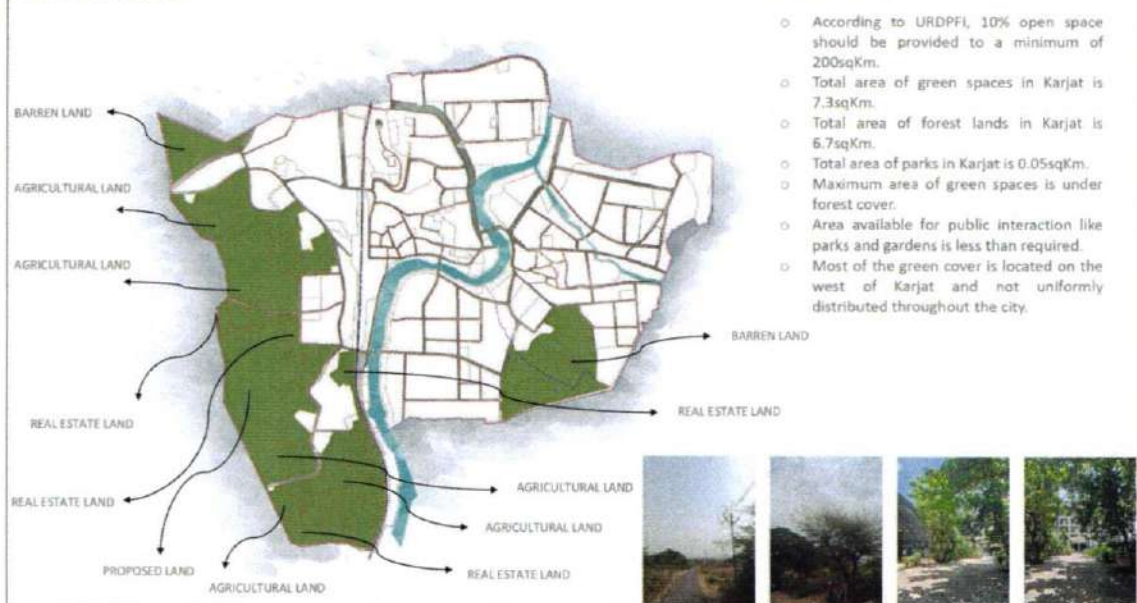 ○ According to URDPFI, 10% open space
should be provided to a minimum of
200sqKm.
○ Total area of green spaces in Karjat is
7.3sqKm.
○ Total area of forest lands in Karjat is
6.7sqKm.
○ Total area of parks in Karjat is 0.05sqKm.
○ Maximum area of green spaces is under
forest cover.
○ Area available for public interaction like
parks and gardens is less than required.
○ Most of the green cover is located on the
west of Karjat and not uniformly
distributed throughout the city.
BARREN LAND
AGRICULTURAL LAND
AGRICULTURAL LAND
BARREN LAND
REAL ESTATE LAND
REAL ESTATE LAND
AGRICULTURAL LAND
REAL ESTATE LAND
AGRICULTURAL LAND
PROPOSED LAND
REAL ESTATE LAND
AGRICULTURAL LAND